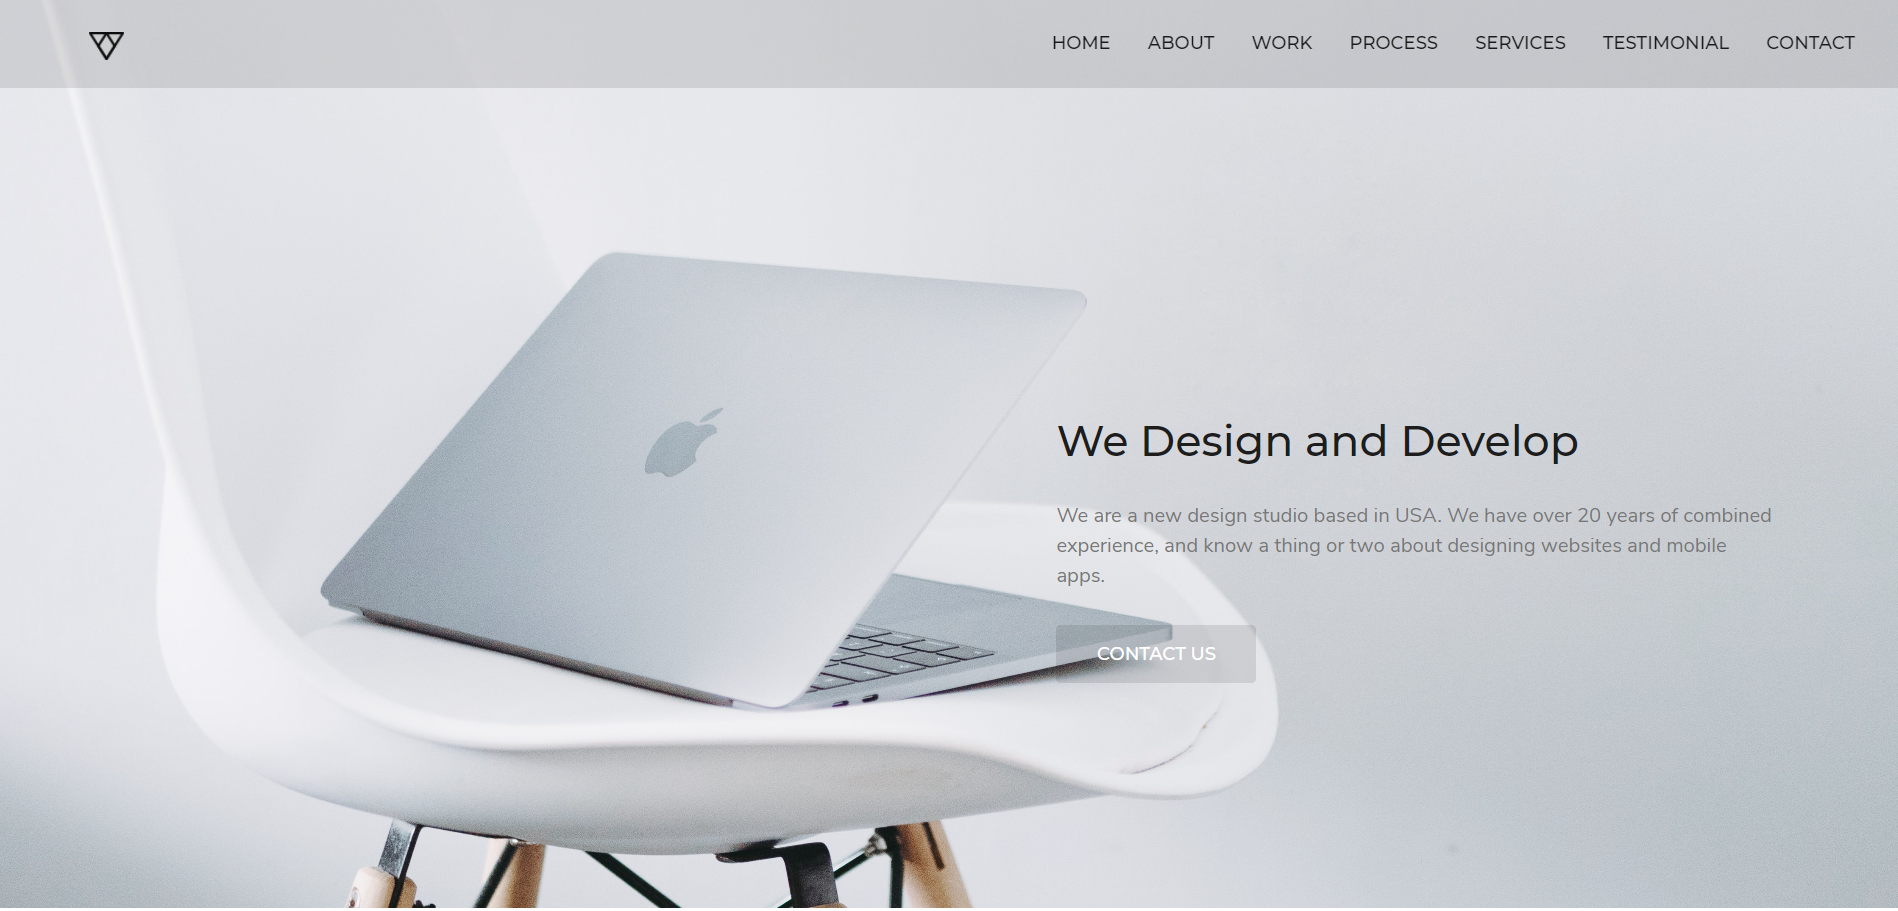 HOME ABOUT WORK PROCESS SERVICES TESTIMONIAL CONTACT
We Design and Develop
We are a new design studio based in USA. We have over 20 years of combined
experience, and know a thing or two about designing websites and mobile
apps.
CONTACT US